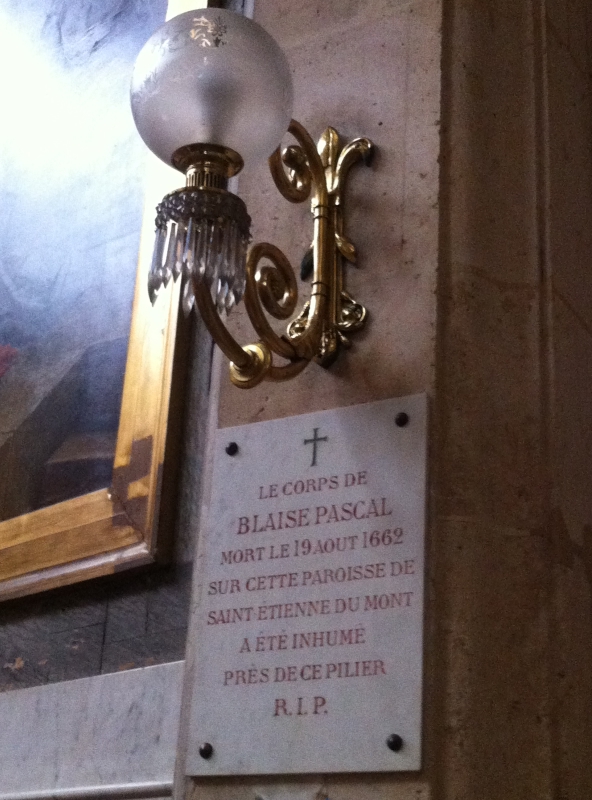 LE CORPS DE
BLAISE PASCAL
MORT LE 19 AOUT 1662
SUR CETTE PAROISSE DE
SAINT-ÉTIENNE DU MONT
A ÉTÉ INHUMÉ
PRÈS DE CE PILIER
R.I.P.